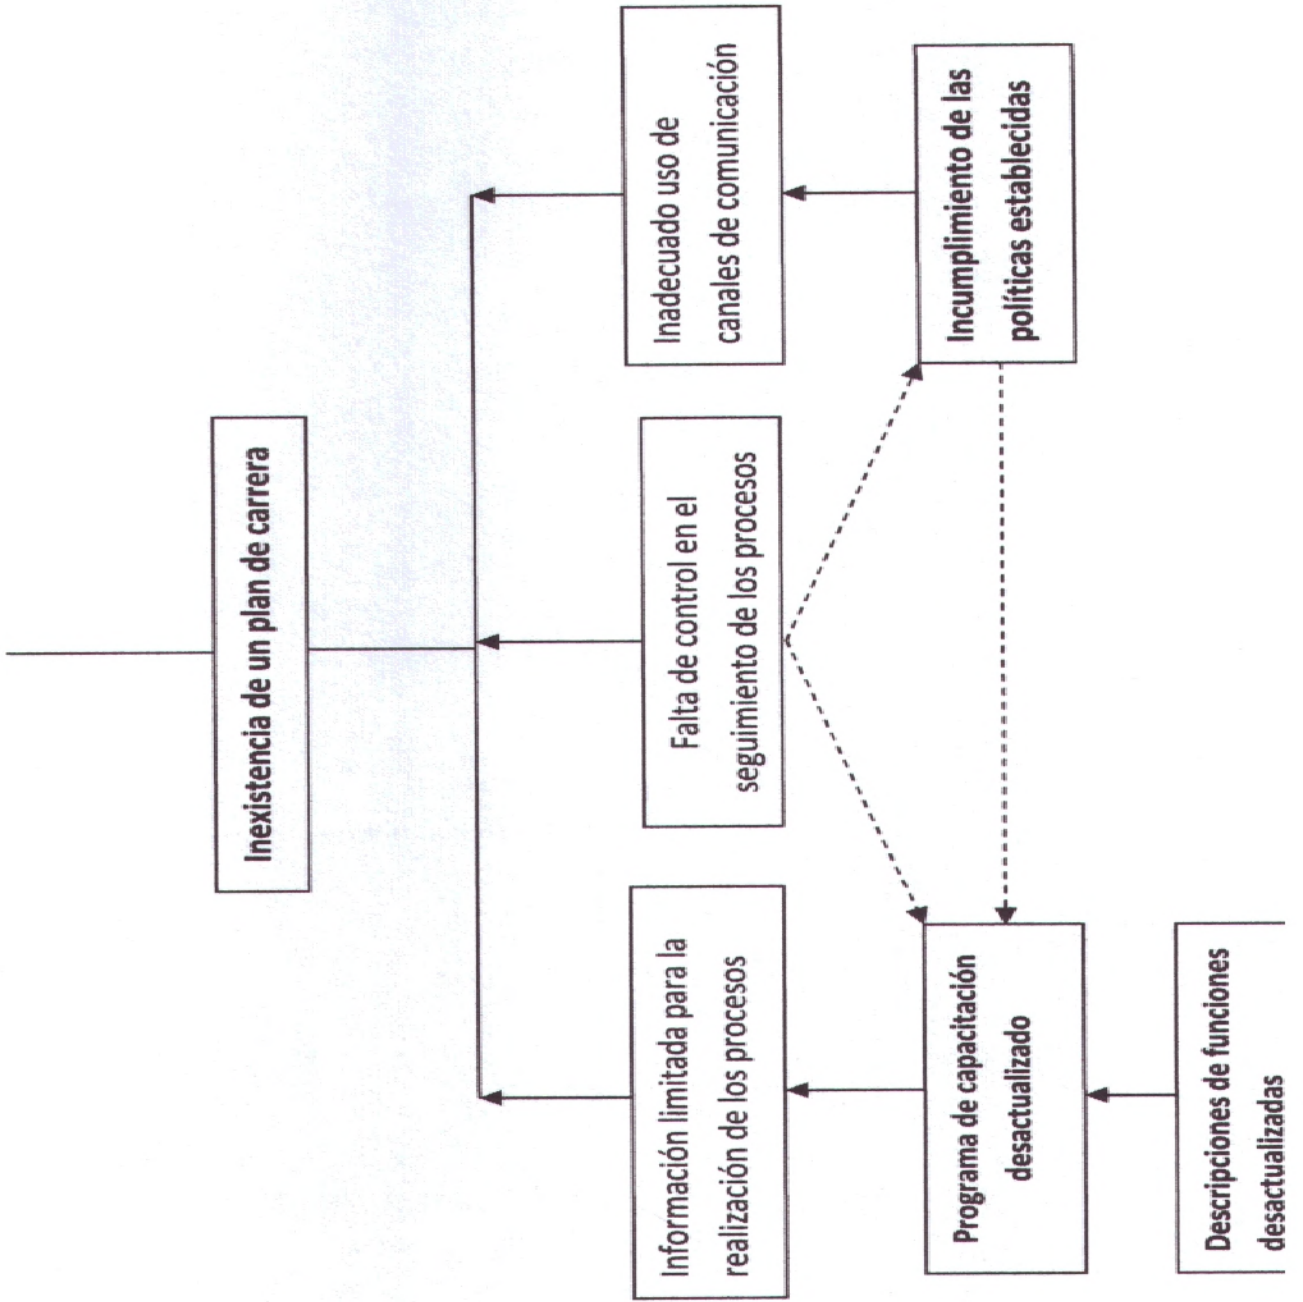 Inexistencia de un plan de carrera
Información limitada para la
realización de los procesos
Falta de control en el
seguimiento de los procesos
Inadecuado uso de
canales de comunicación
Programa de capacitación
desactualizado
Incumplimiento de las
políticas establecidas
Descripciones de funciones
desactualizadas